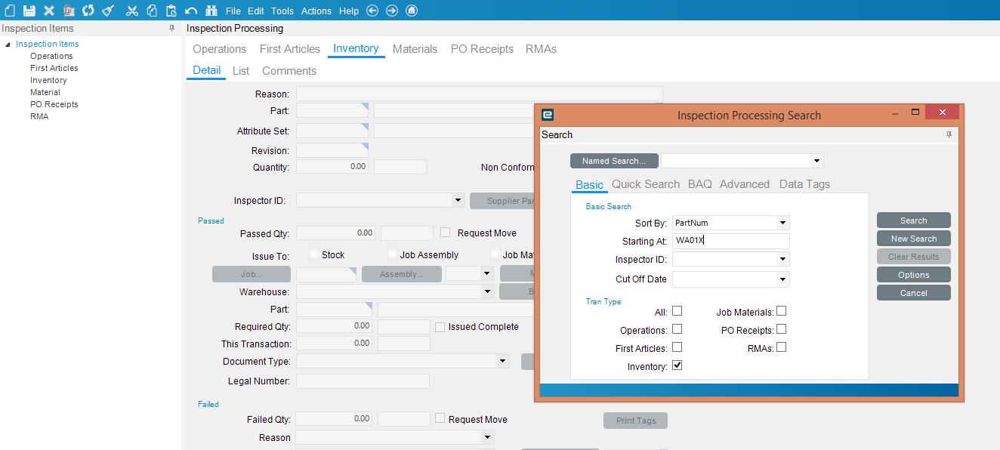 File Edit Tools Actions Help
Inspection Items
Inspection Items
Operations
First Articles
Inventory
Material
PO Receipts
RMA
Inspection Processing
Operations First Articles Inventory Materials PO Receipts RMAs
Detail List Comments
Reason:
Part:
Attribute Set:
Revision:
Quantity: 0.00
Inspector ID:
Passed
Passed Qty: 0.00 Request Move
Issue To: Stock Job Assembly
Job... Assembly...
Warehouse:
Part:
Required Qty: 0.00 Issued Complete
This Transaction: 0.00
Document Type:
Legal Number:
Failed
Failed Qty: 0.00 Request Move Print Tags
Reason
Inspection Processing Search
Search
Named Search...
Basic Quick Search BAQ Advanced Data Tags
Basic Search
Sort By: PartNum
Starting At: WA01X
Inspector ID:
Cut Off Date
Tran Type
All: Job Materials:
Operations: PO Receipts:
First Articles: RMAs:
Inventory:
Search
New Search
Clear Results
Options
Cancel